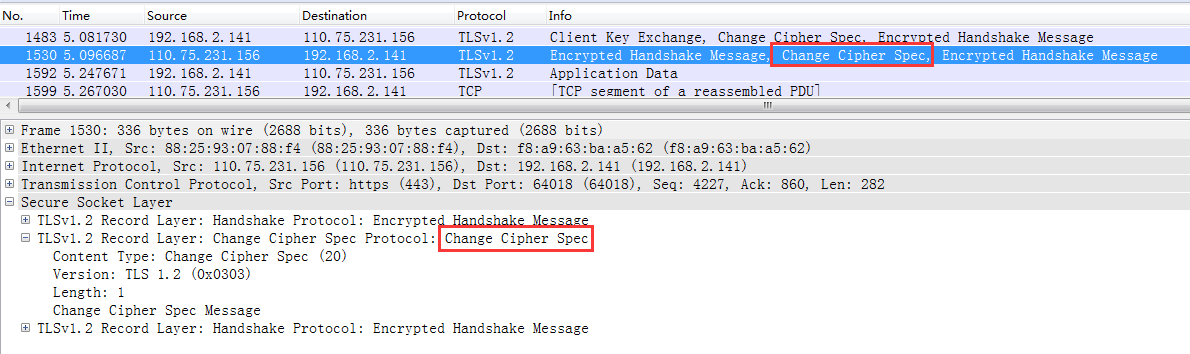 No. Time Source Destination Protocol Info
1483 5.081730 192.168.2.141 110.75.231.156 TLSv1.2 Client Key Exchange, Change Cipher Spec, Encrypted Handshake Message
1530 5.096687 110.75.231.156 192.168.2.141 TLSv1.2 Encrypted Handshake Message, Change Cipher Spec, Encrypted Handshake Message
1592 5.247671 192.168.2.141 110.75.231.156 TLSv1.2 Application Data
1599 5.267030 110.75.231.156 192.168.2.141 TCP [TCP segment of a reassembled PDU]
Frame 1530: 336 bytes on wire (2688 bits), 336 bytes captured (2688 bits)
Ethernet II, Src: 88:25:93:07:88:f4 (88:25:93:07:88:f4), Dst: f8:a9:63:ba:a5:62 (f8:a9:63:ba:a5:62)
Internet Protocol, Src: 110.75.231.156 (110.75.231.156), Dst: 192.168.2.141 (192.168.2.141)
Transmission Control Protocol, Src Port: https (443), Dst Port: 64018 (64018), Seq: 4227, Ack: 860, Len: 282
Secure Socket Layer
TLSv1.2 Record Layer: Handshake Protocol: Encrypted Handshake Message
TLSv1.2 Record Layer: Change Cipher Spec Protocol: Change Cipher Spec
Content Type: Change Cipher Spec (20)
Version: TLS 1.2 (0x0303)
Length: 1
Change Cipher Spec Message
TLSv1.2 Record Layer: Handshake Protocol: Encrypted Handshake Message